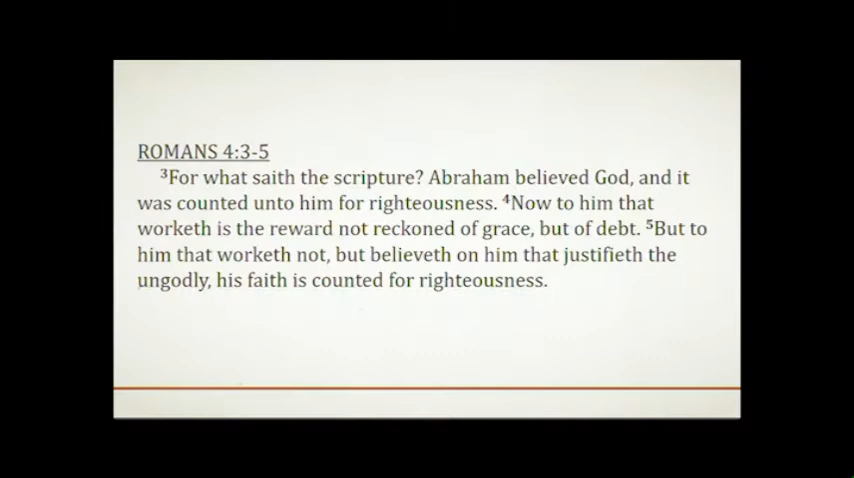 ROMANS 4:3-5
³For what saith the scripture? Abraham believed God, and it
was counted unto him for righteousness. ⁴Now to him that
worketh is the reward not reckoned of grace, but of debt. ⁵But to
him that worketh not, but believeth on him that justifieth the
ungodly, his faith is counted for righteousness.